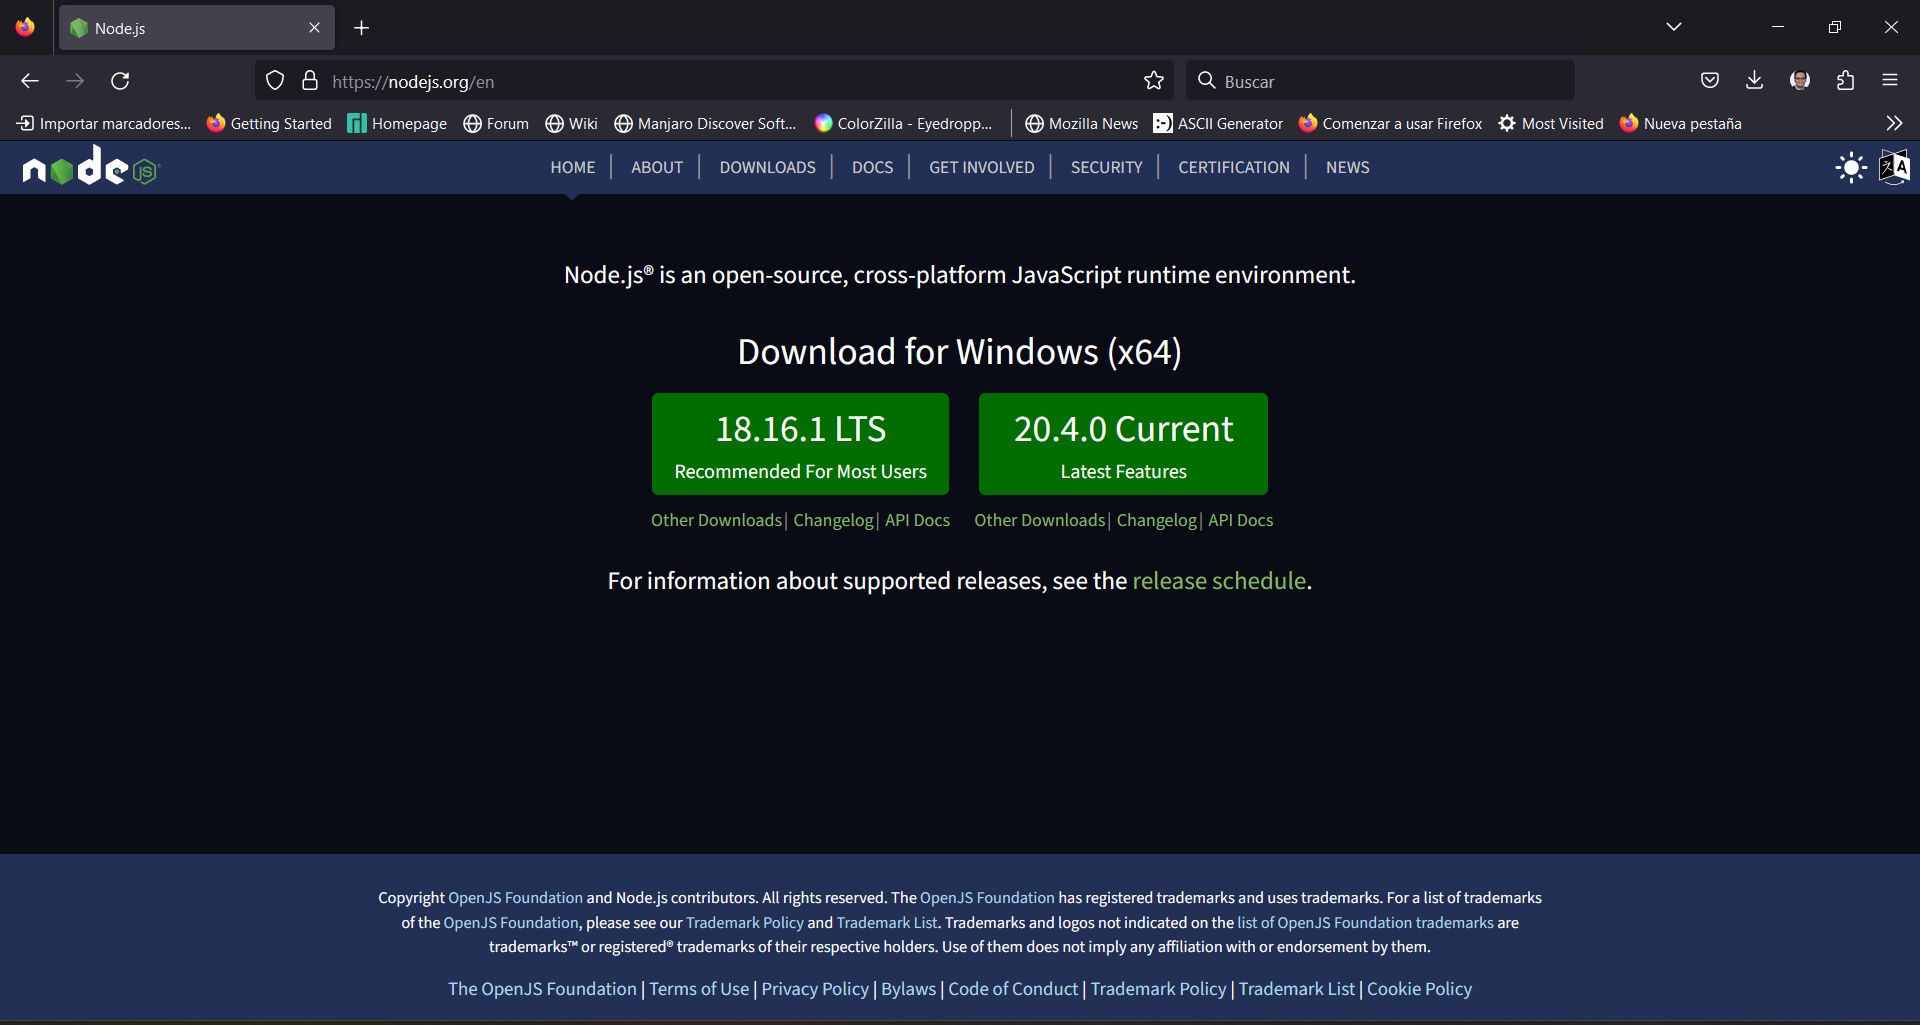 Node.js
https://nodejs.org/en
Buscar
Importar marcadores... Getting Started Homepage Forum Wiki Manjaro Discover Soft... ColorZilla - Eyedropp... Mozilla News ASCII Generator Comenzar a usar Firefox Most Visited Nueva pestaña
node JS HOME | ABOUT | DOWNLOADS | DOCS | GET INVOLVED | SECURITY | CERTIFICATION | NEWS
Node.js® is an open-source, cross-platform JavaScript runtime environment.
Download for Windows (x64)
18.16.1 LTS
Recommended For Most Users
20.4.0 Current
Latest Features
Other Downloads | Changelog | API Docs
Other Downloads | Changelog | API Docs
For information about supported releases, see the release schedule.
Copyright OpenJS Foundation and Node.js contributors. All rights reserved. The OpenJS Foundation has registered trademarks and uses trademarks. For a list of trademarks
of the OpenJS Foundation, please see our Trademark Policy and Trademark List. Trademarks and logos not indicated on the list of OpenJS Foundation trademarks are
trademarks™ or registered® trademarks of their respective holders. Use of them does not imply any affiliation with or endorsement by them.
The OpenJS Foundation | Terms of Use | Privacy Policy | Bylaws | Code of Conduct | Trademark Policy | Trademark List | Cookie Policy